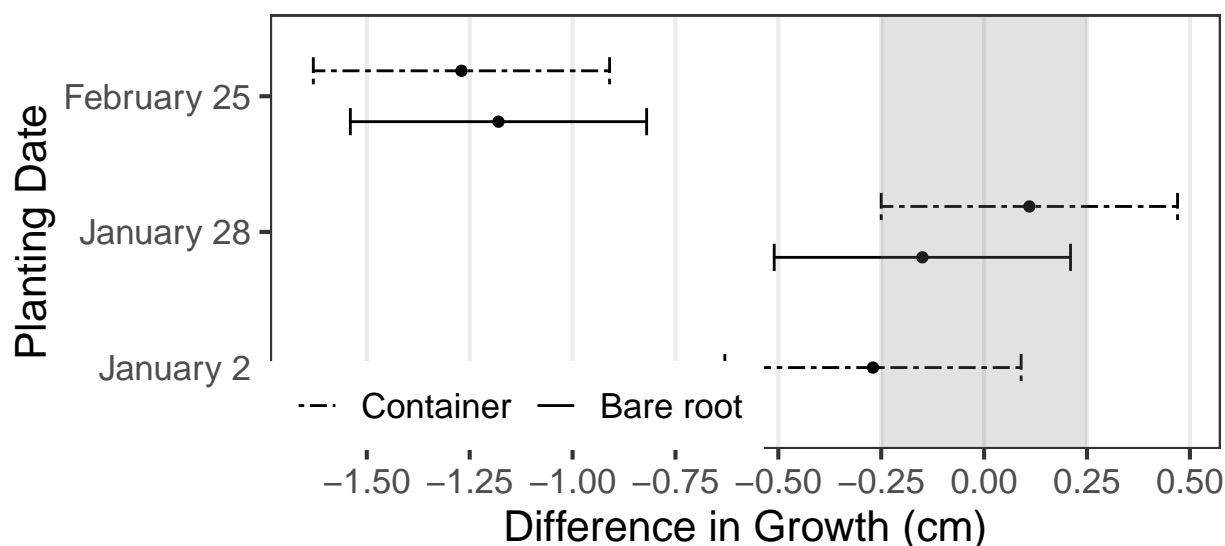 Planting Date
February 25
January 28
January 2
Container Bare root
−1.50 −1.25 −1.00 −0.75 −0.50 −0.25 0.00 0.25 0.50
Difference in Growth (cm)